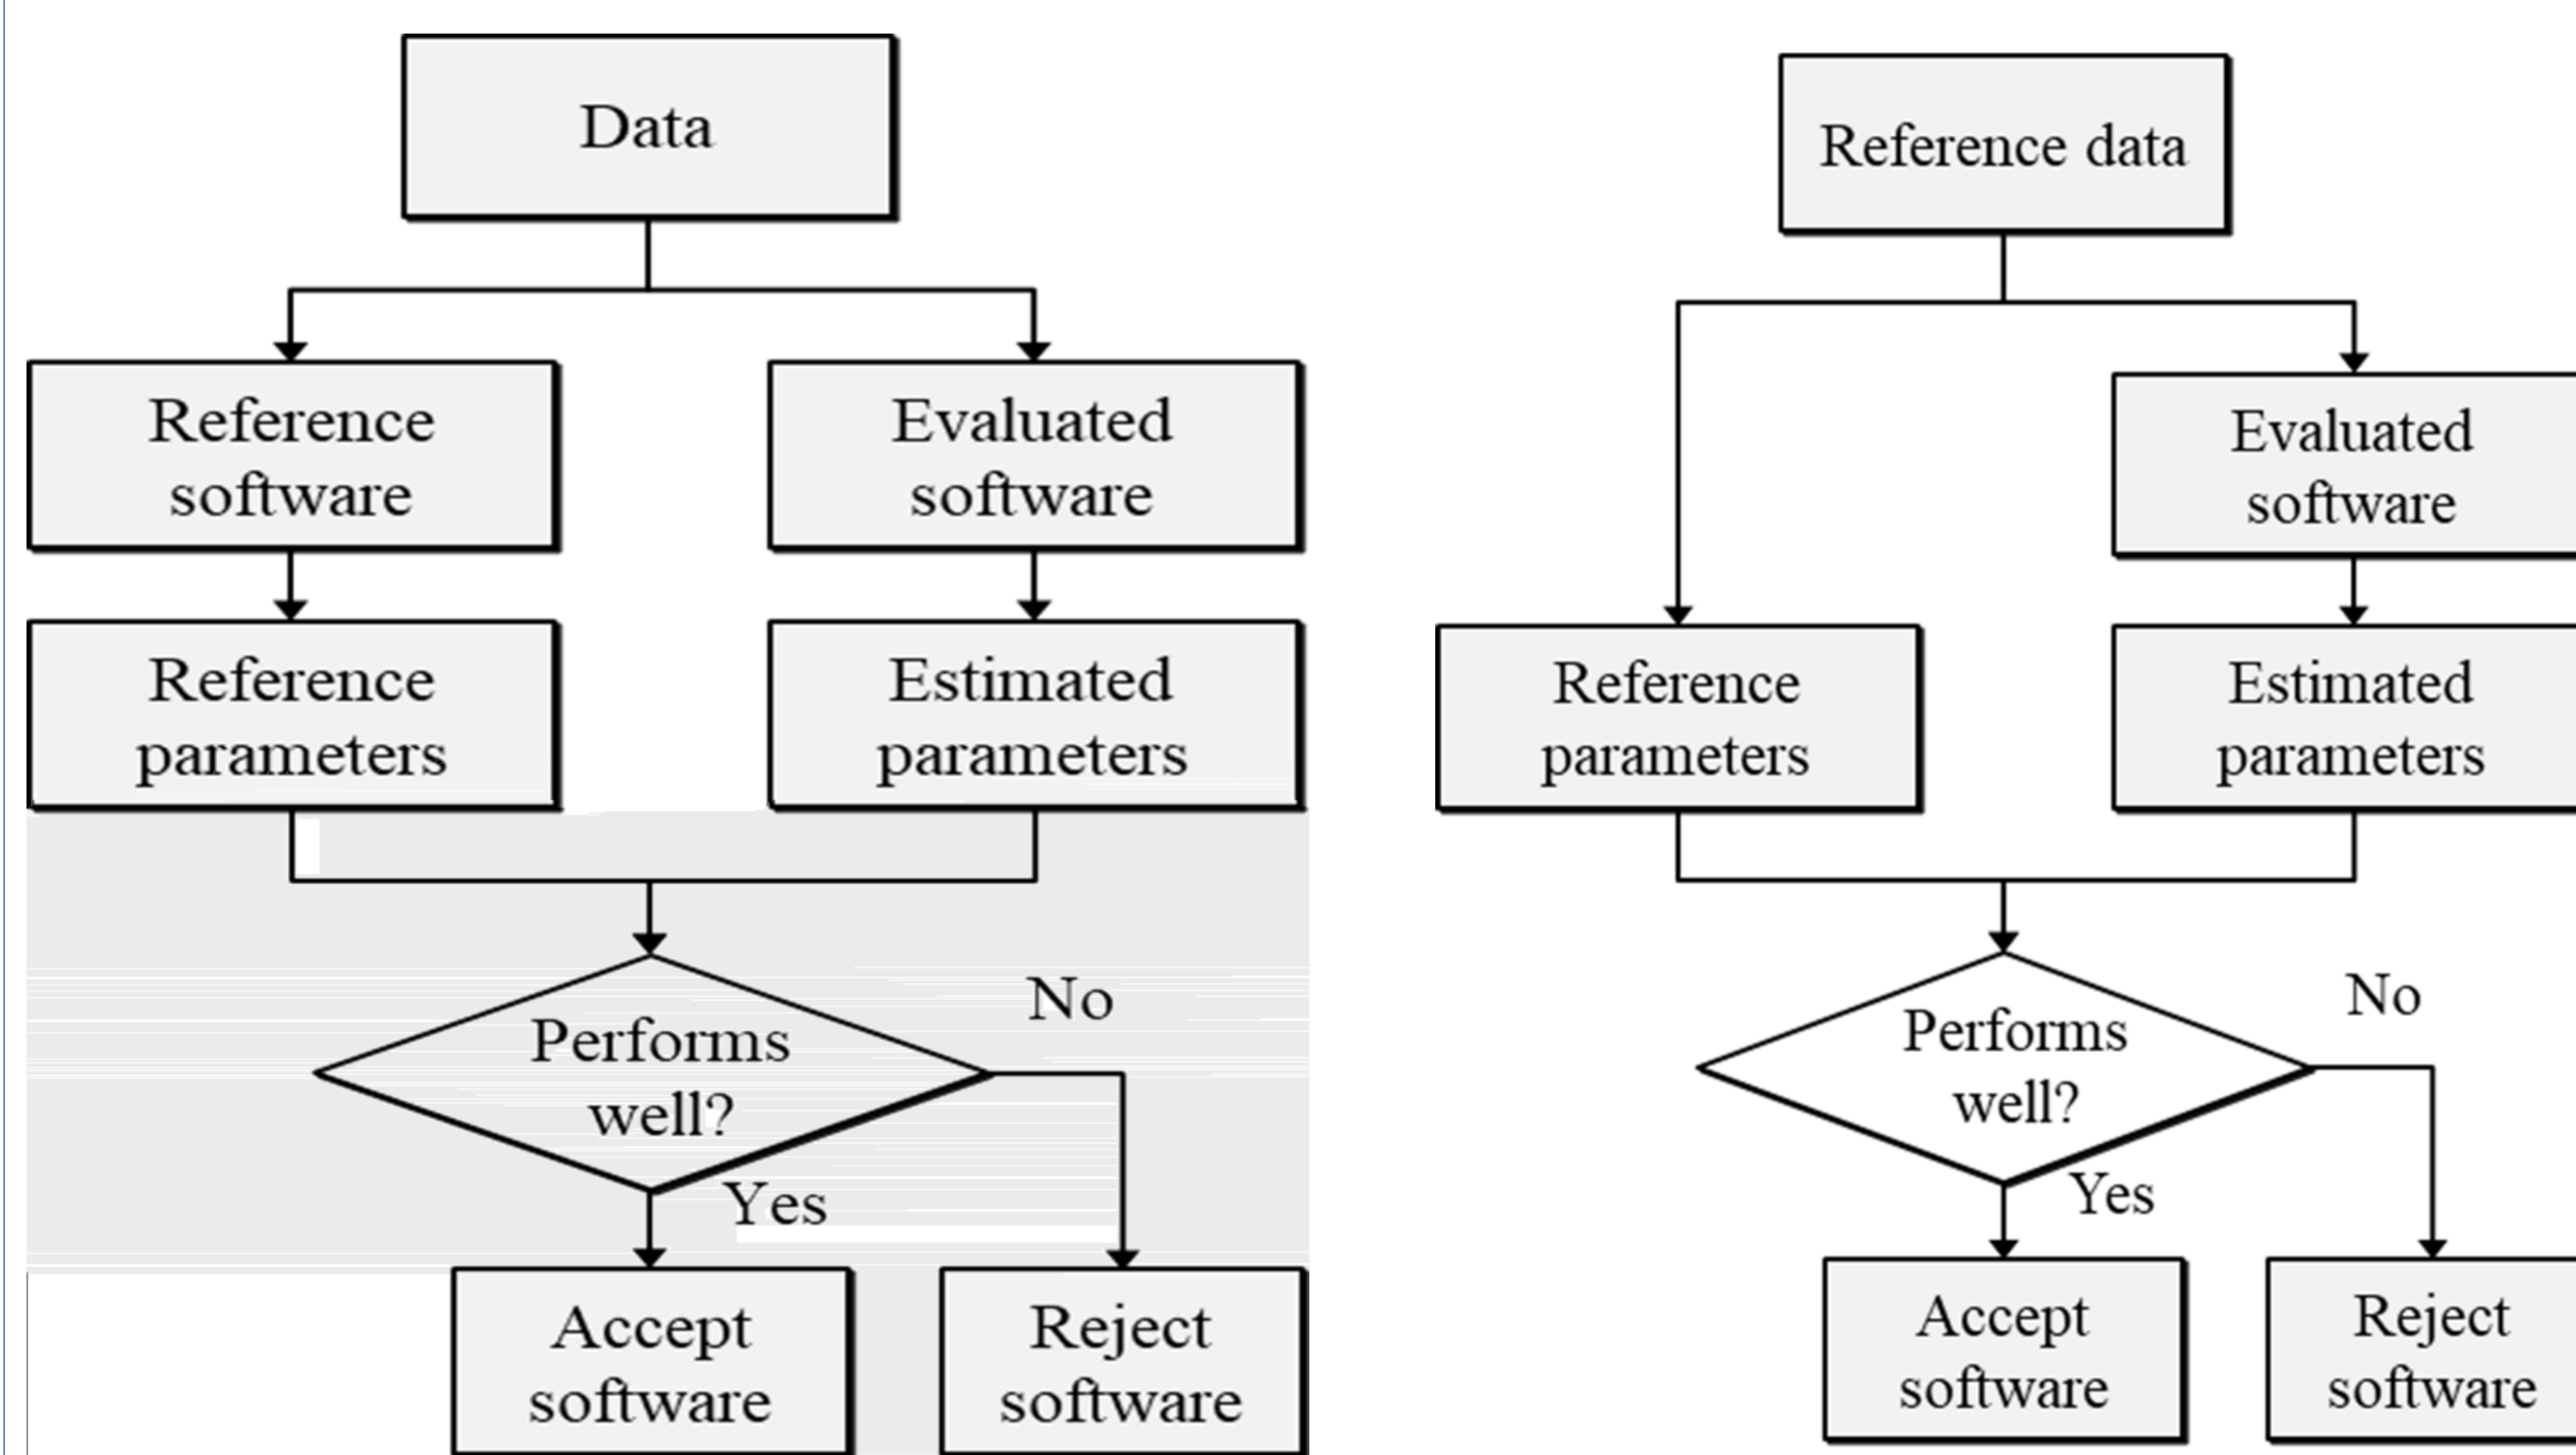 Data
Reference
software
Evaluated
software
Reference
parameters
Estimated
parameters
Performs
well?
No
Yes
Accept
software
Reject
software
Reference data
Evaluated
software
Reference
parameters
Estimated
parameters
Performs
well?
No
Yes
Accept
software
Reject
software